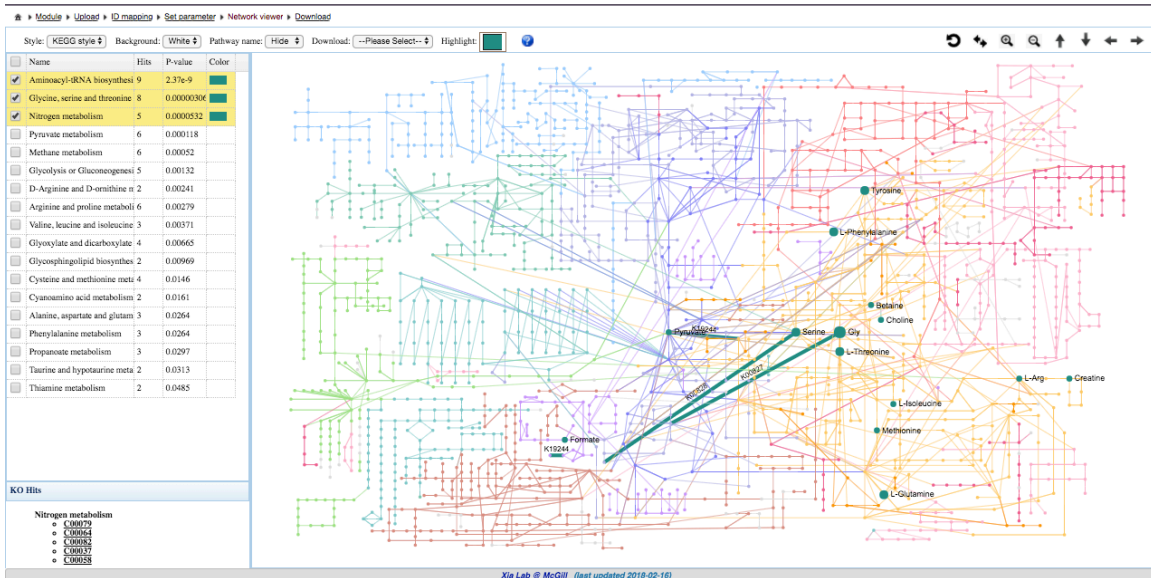 Module Upload ID mapping Set parameter Network viewer Download
Style: KEGG style Background: White Pathway name: Hide Download: --Please Select-- Highlight:
Name Hits P-value Color
Aminoacyl-tRNA biosynthesi 9 2.37e-9
Glycine, serine and threonine 8 0.00000306
Nitrogen metabolism 5 0.0000532
Pyruvate metabolism 6 0.000118
Methane metabolism 6 0.00052
Glycolysis or Gluconeogenesi 5 0.00132
D-Arginine and D-ornithine n 2 0.00241
Arginine and proline metaboli 6 0.00279
Valine, leucine and isoleucine 3 0.00371
Glyoxylate and dicarboxylate 4 0.00665
Glycosphingolipid biosynthes 2 0.00969
Cysteine and methionine meta 4 0.0146
Cyanoamino acid metabolism 2 0.0161
Alanine, aspartate and glutam 3 0.0264
Phenylalanine metabolism 3 0.0264
Propanoate metabolism 3 0.0297
Taurine and hypotaurine meta 2 0.0313
Thiamine metabolism 2 0.0485
KO Hits
Nitrogen metabolism
C00079
C00064
C00082
C00037
C00058
Tyrosine
L-Phenylalanine
Betaine
Choline
Pyruvate
K19244
Serine
Gly
L-Threonine
K00827
L-Arg
Creatine
L-Isoleucine
Methionine
Formate
K19244
L-Glutamine
Xia Lab @ McGill (last updated 2018-02-16)